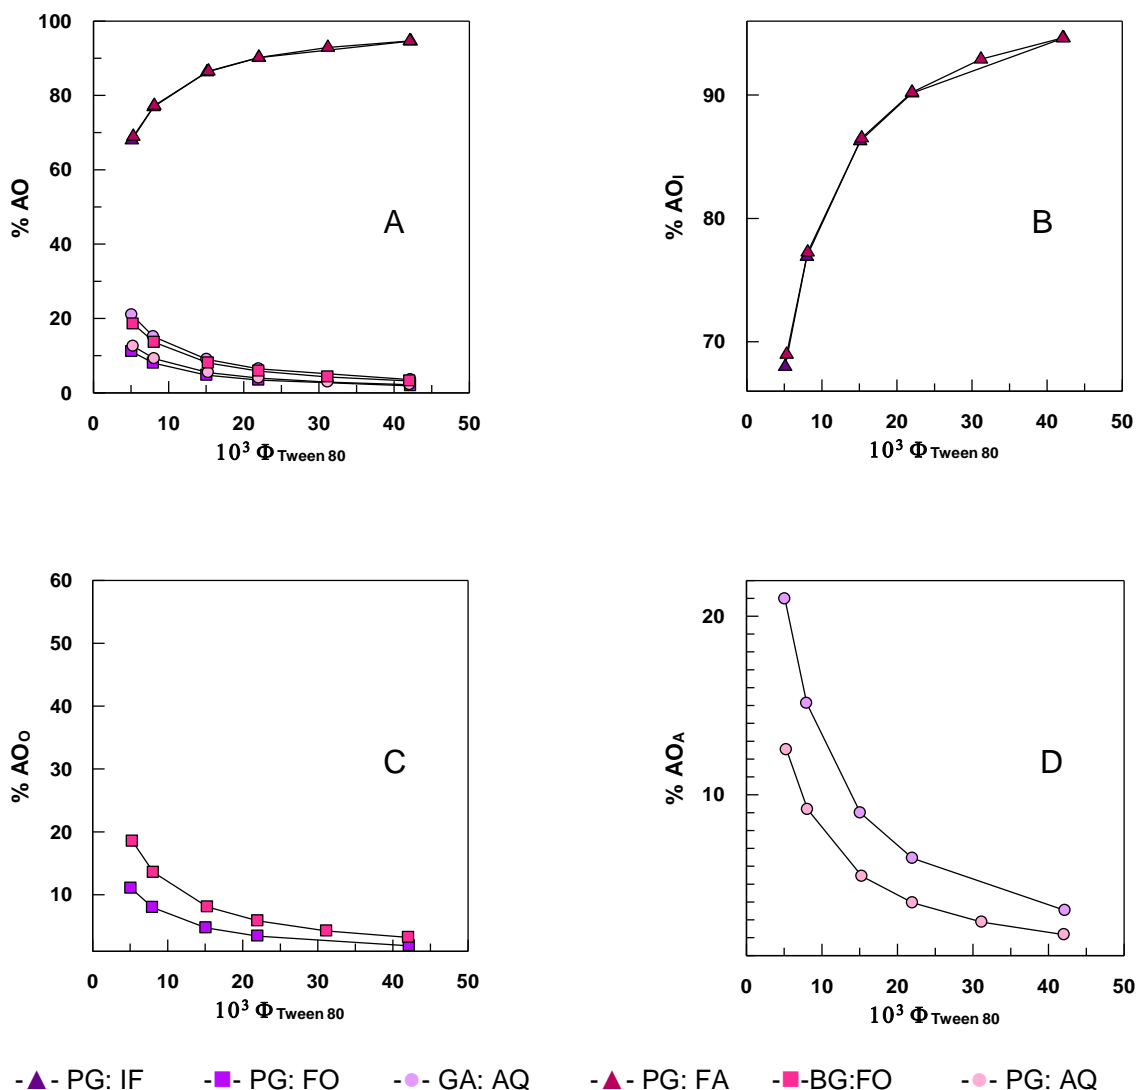 100
80
60
40
20
0
% AO
A
0 10 20 30 40 50
10³ Φ Tween 80
90
80
70
% AOI
B
0 10 20 30 40 50
10³ Φ Tween 80
60
50
40
30
20
10
% AOO
C
0 10 20 30 40 50
10³ Φ Tween 80
20
10
% AOA
D
0 10 20 30 40 50
10³ Φ Tween 80
-▲- PG: IF -■- PG: FO -●- GA: AQ -▲- PG: FA -■-BG:FO -●- PG: AQ